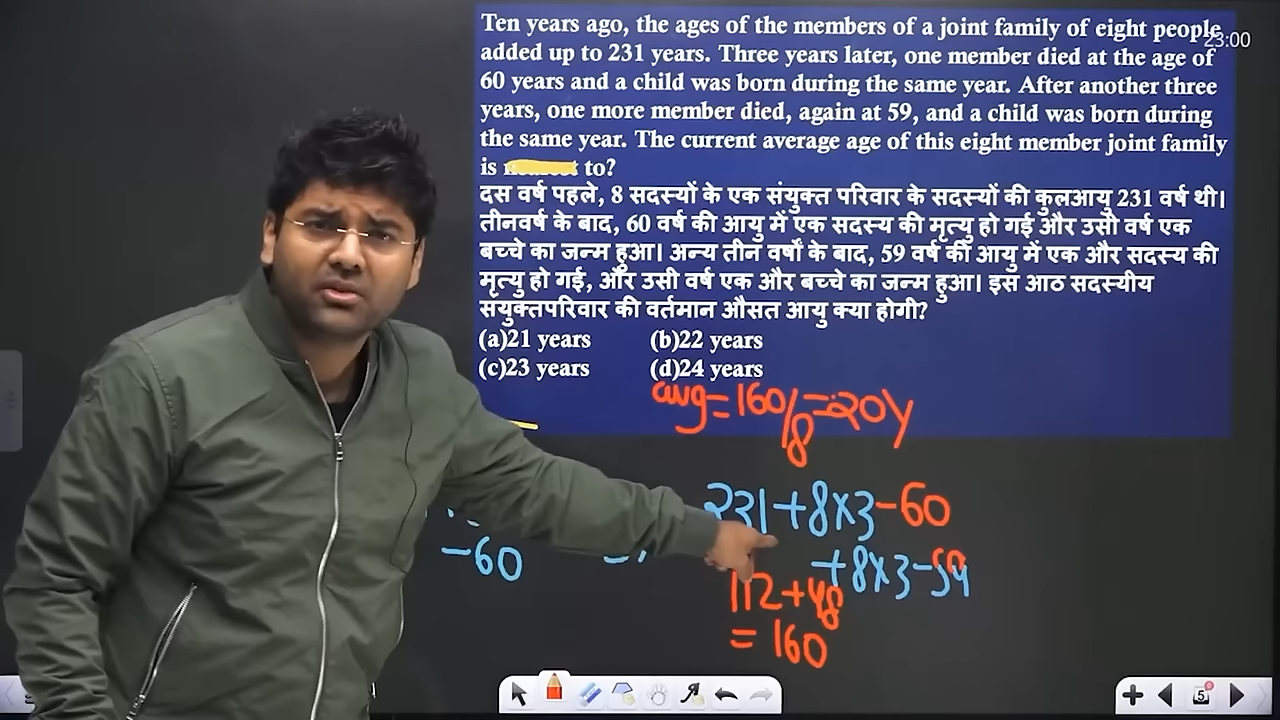 Ten years ago, the ages of the members of a joint family of eight people
added up to 231 years. Three years later, one member died at the age of
23:00
60 years and a child was born during the same year. After another three
years, one more member died, again at 59, and a child was born during
the same year. The current average age of this eight member joint family
is to?
दस वर्ष पहले, 8 सदस्यों के एक संयुक्त परिवार के सदस्यों की कुलआयु 231 वर्ष थी।
तीनवर्ष के बाद, 60 वर्ष की आयु में एक सदस्य की मृत्यु हो गई और उसी वर्ष एक
बच्चे का जन्म हुआ। अन्य तीन वर्षों के बाद, 59 वर्ष की आयु में एक और सदस्य की
मृत्यु हो गई, और उसी वर्ष एक और बच्चे का जन्म हुआ। इस आठ सदस्यीय
संयुक्तपरिवार की वर्तमान औसत आयु क्या होगी?
(a)21 years (b)22 years
(c)23 years (d)24 years
avg=160/8=20y
231+8×3-60
-60
+8×3-59
112+48
= 160
5